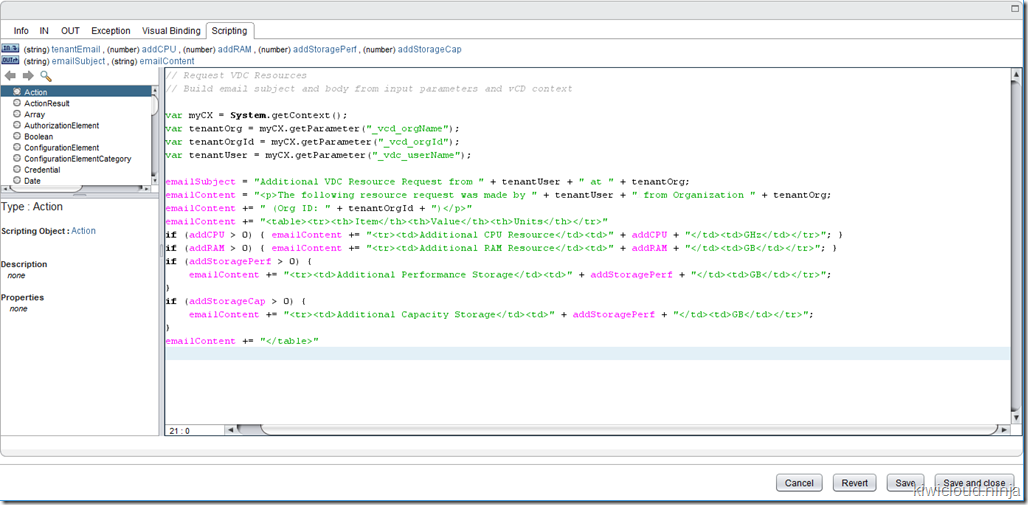 Info IN OUT Exception Visual Binding Scripting
IN (string) tenantEmail , (number) addCPU , (number) addRAM , (number) addStoragePerf , (number) addStorageCap
OUT (string) emailSubject , (string) emailContent
Action
ActionResult
Array
AuthorizationElement
Boolean
ConfigurationElement
ConfigurationElementCategory
Credential
Date
Type : Action
Scripting Object : Action
Description
none
Properties
none
// Request VDC Resources
// Build email subject and body from input parameters and vCD context
var myCX = System.getContext();
var tenantOrg = myCX.getParameter("_vcd_orgName");
var tenantOrgId = myCX.getParameter("_vcd_orgId");
var tenantUser = myCX.getParameter("_vdc_userName");
emailSubject = "Additional VDC Resource Request from " + tenantUser + " at " + tenantOrg;
emailContent = "<p>The following resource request was made by " + tenantUser + " from Organization " + tenantOrg;
emailContent += " (Org ID: " + tenantOrgId + ")</p>"
emailContent += "<table><tr><th>Item</th><th>Value</th><th>Units</th></tr>"
if (addCPU > 0) { emailContent += "<tr><td>Additional CPU Resource</td><td>" + addCPU + "</td><td>GHz</td></tr>"; }
if (addRAM > 0) { emailContent += "<tr><td>Additional RAM Resource</td><td>" + addRAM + "</td><td>GB</td></tr>"; }
if (addStoragePerf > 0) {
emailContent += "<tr><td>Additional Performance Storage</td><td>" + addStoragePerf + "</td><td>GB</td></tr>";
}
if (addStorageCap > 0) {
emailContent += "<tr><td>Additional Capacity Storage</td><td>" + addStoragePerf + "</td><td>GB</td></tr>";
}
emailContent += "</table>"
21 : 0
Cancel Revert Save Save and close
kiwicloud.ninja